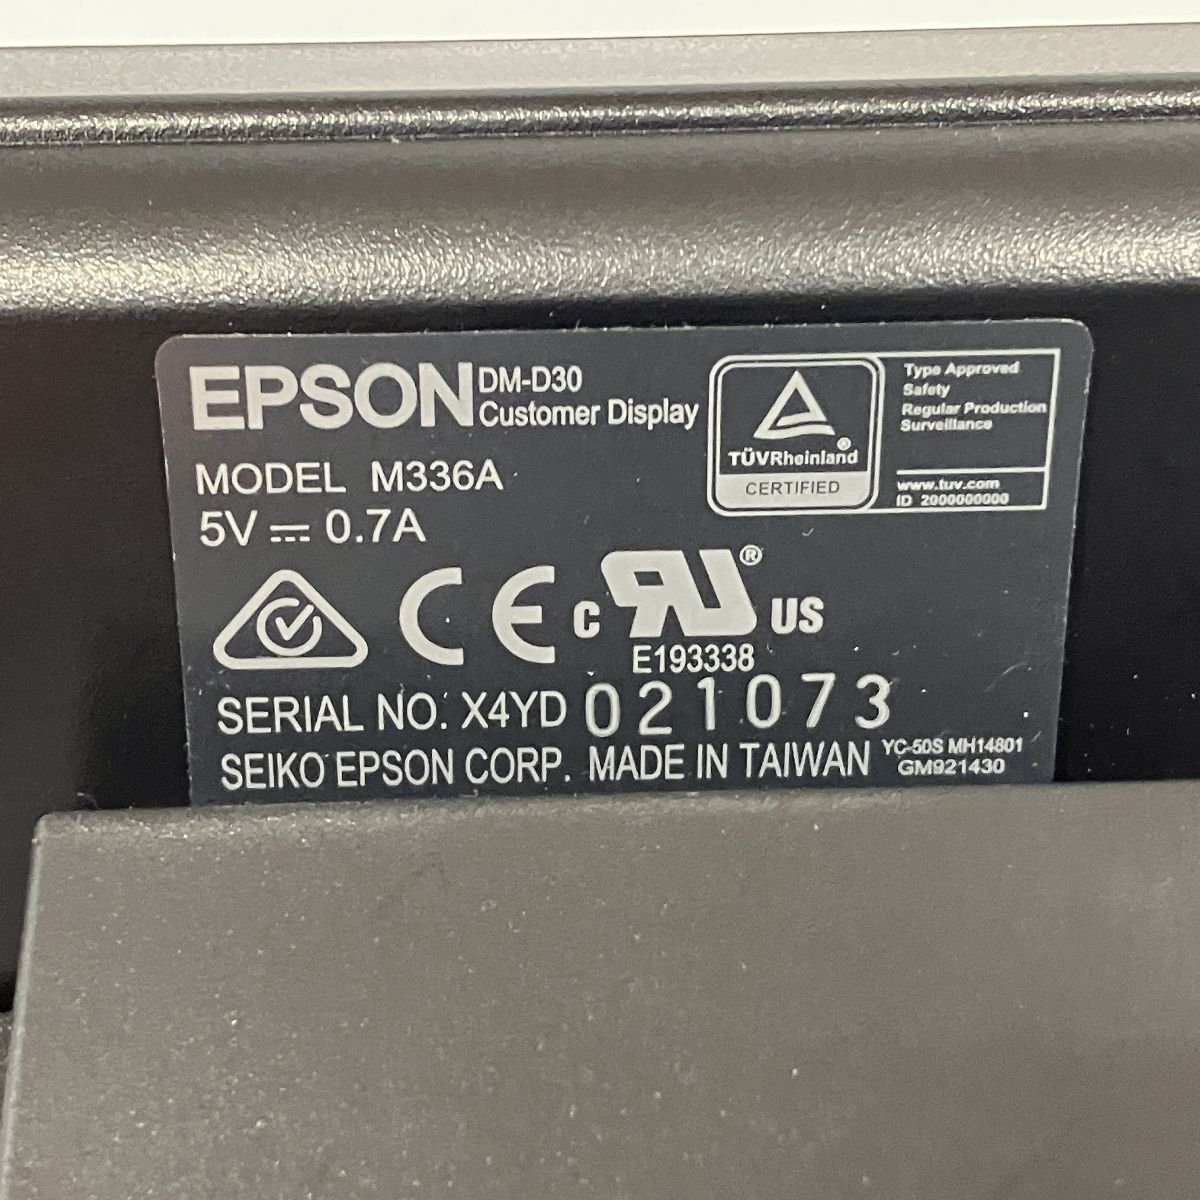 EPSON DM-D30
Customer Display
MODEL M336A
5V ⎓ 0.7A
TÜVRheinland®
CERTIFIED
Type Approved
Safety
Regular Production
Surveillance
www.tuv.com
ID 2000000000
CE
c RU® US
E193338
SERIAL NO.: X4YD 021073
SEIKO EPSON CORP. MADE IN TAIWAN
YC-50S MH14801
GM921430